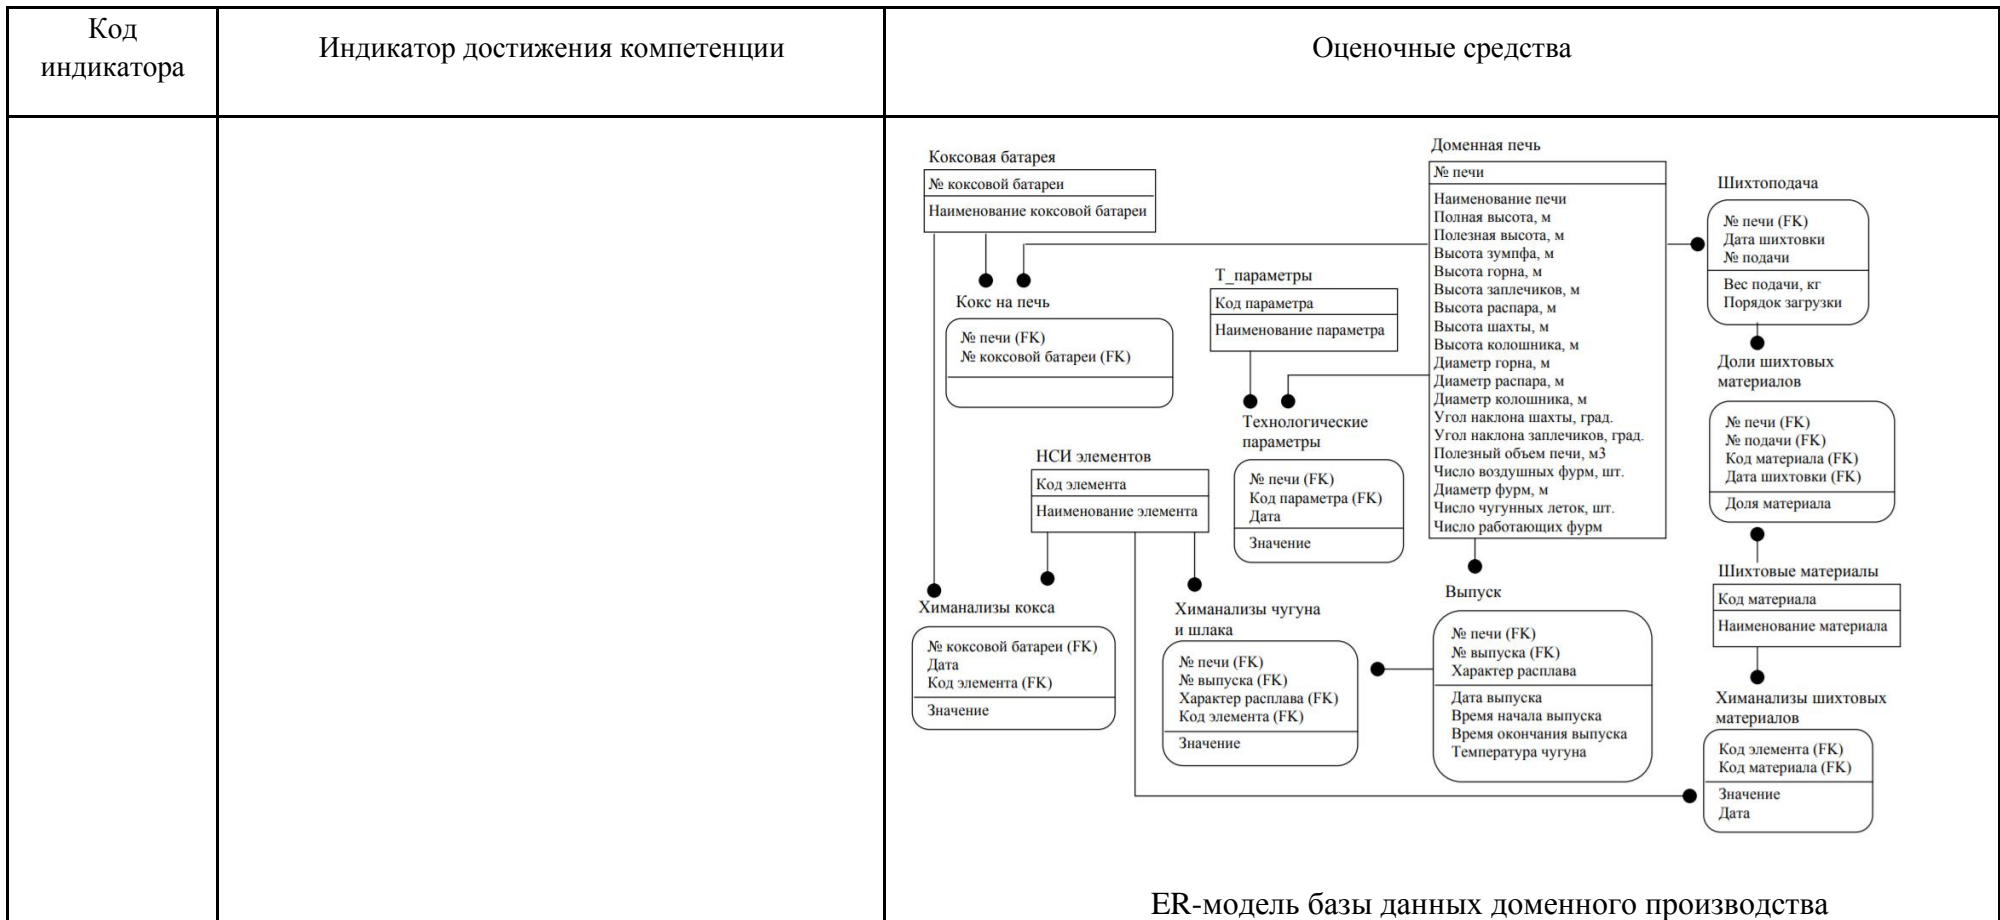 Код
индикатора
Индикатор достижения компетенции
Оценочные средства
Коксовая батарея
№ коксовой батареи
Наименование коксовой батареи
Кокс на печь
№ печи (FK)
№ коксовой батареи (FK)
Т_параметры
Код параметра
Наименование параметра
Доменная печь
№ печи
Наименование печи
Полная высота, м
Полезная высота, м
Высота зумпфа, м
Высота горна, м
Высота заплечиков, м
Высота распара, м
Высота шахты, м
Высота колошника, м
Диаметр горна, м
Диаметр распара, м
Диаметр колошника, м
Угол наклона шахты, град.
Угол наклона заплечиков, град.
Полезный объем печи, м3
Число воздушных фурм, шт.
Диаметр фурм, м
Число чугунных леток, шт.
Число работающих фурм
Шихтоподача
№ печи (FK)
Дата шихтовки
№ подачи
Вес подачи, кг
Порядок загрузки
Доли шихтовых
материалов
№ печи (FK)
№ подачи (FK)
Код материала (FK)
Дата шихтовки (FK)
Доля материала
Технологические
параметры
№ печи (FK)
Код параметра (FK)
Дата
Значение
НСИ элементов
Код элемента
Наименование элемента
Химанализы кокса
№ коксовой батареи (FK)
Дата
Код элемента (FK)
Значение
Химанализы чугуна
и шлака
№ печи (FK)
№ выпуска (FK)
Характер расплава (FK)
Код элемента (FK)
Значение
Выпуск
№ печи (FK)
№ выпуска (FK)
Характер расплава
Дата выпуска
Время начала выпуска
Время окончания выпуска
Температура чугуна
Шихтовые материалы
Код материала
Наименование материала
Химанализы шихтовых
материалов
Код элемента (FK)
Код материала (FK)
Значение
Дата
ER-модель базы данных доменного производства